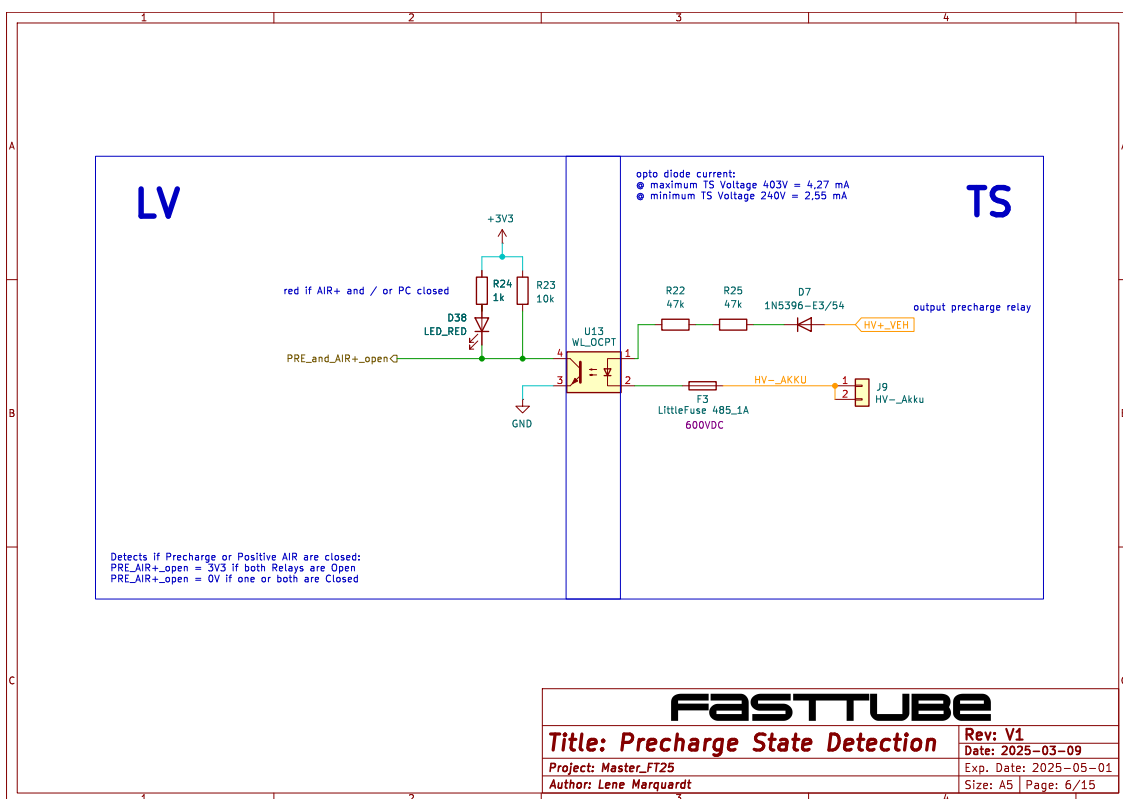 1 2 3 4
A
LV
opto diode current:
@ maximum TS Voltage 403V = 4,27 mA
@ minimum TS Voltage 240V = 2,55 mA
TS
+3V3
R24
1k
R23
10k
red if AIR+ and / or PC closed
D38
LED_RED
PRE_and_AIR+_open
GND
U13
WL_OCPT
4
3
1
2
R22
47k
R25
47k
D7
1N5396-E3/54
HV+_VEH
output precharge relay
HV-_AKKU
F3
LittleFuse 485_1A
600VDC
1
2
J9
HV-_Akku
B
Detects if Precharge or Positive AIR are closed:
PRE_AIR+_open = 3V3 if both Relays are Open
PRE_AIR+_open = 0V if one or both are Closed
C
FASTTUBE
Title: Precharge State Detection
Rev: V1
Date: 2025-03-09
Project: Master_FT25
Exp. Date: 2025-05-01
Author: Lene Marquardt
Size: A5
Page: 6/15
1 2 3 4